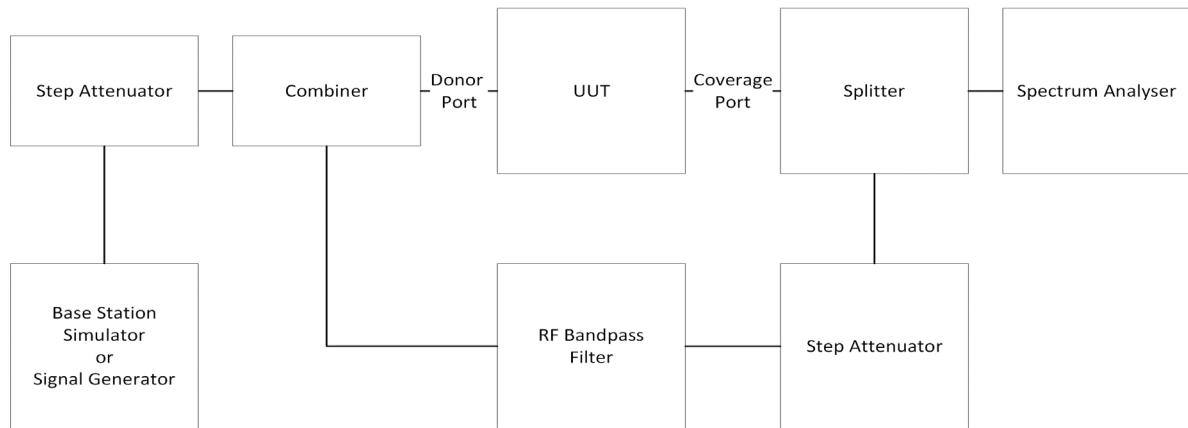 Step Attenuator
Combiner
Donor
Port
UUT
Coverage
Port
Splitter
Spectrum Analyser
Base Station
Simulator
or
Signal Generator
RF Bandpass
Filter
Step Attenuator